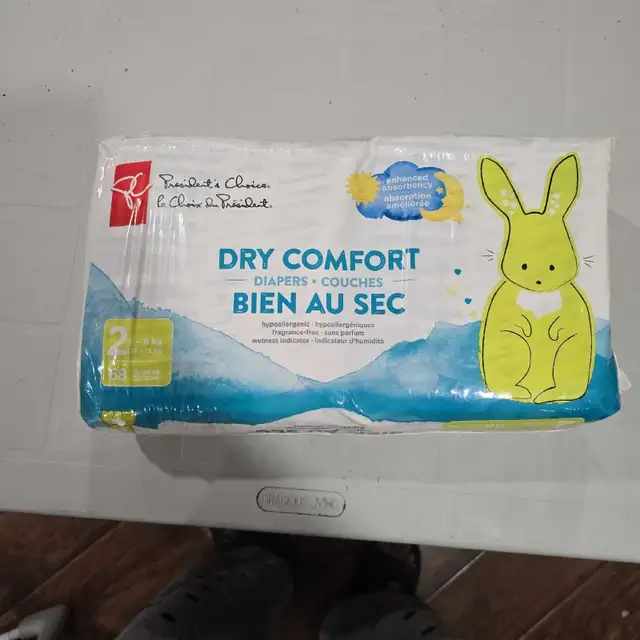 President's Choice
le Choix du Président
enhanced
absorbency
absorption
améliorée
DRY COMFORT
DIAPERS • COUCHES
BIEN AU SEC
hypoallergenic · hypoallergéniques
fragrance-free · sans parfum
wetness indicator · indicateur d'humidité
2